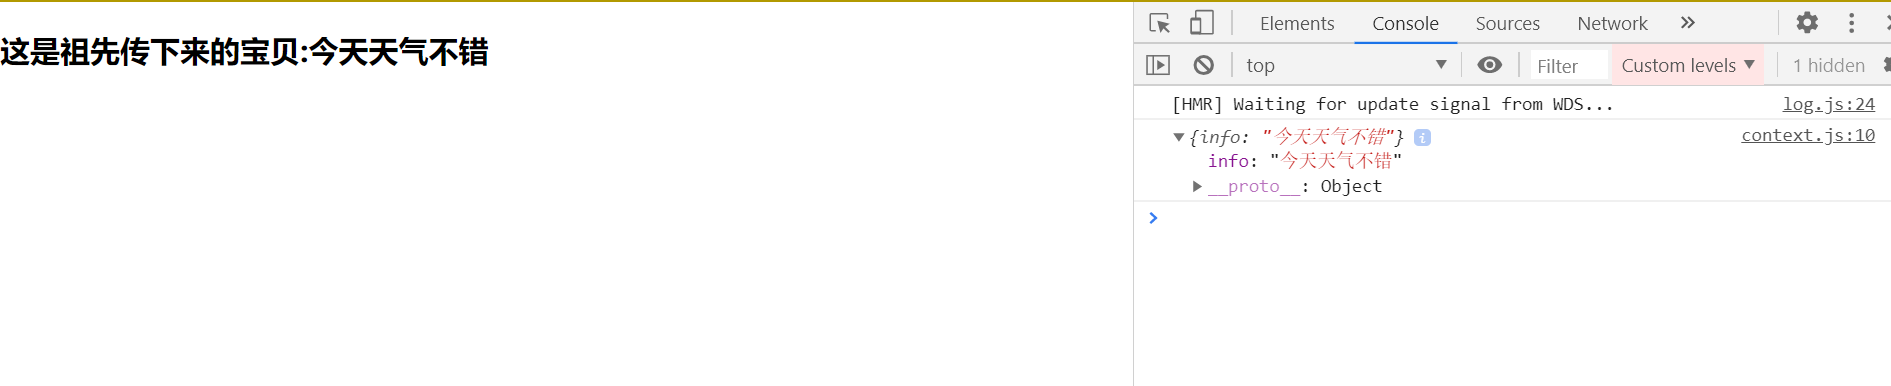 这是祖先传下来的宝贝:今天天气不错
Elements Console Sources Network
top Filter Custom levels 1 hidden
[HMR] Waiting for update signal from WDS... log.js:24
{info: "今天天气不错"} i context.js:10
info: "今天天气不错"
__proto__: Object